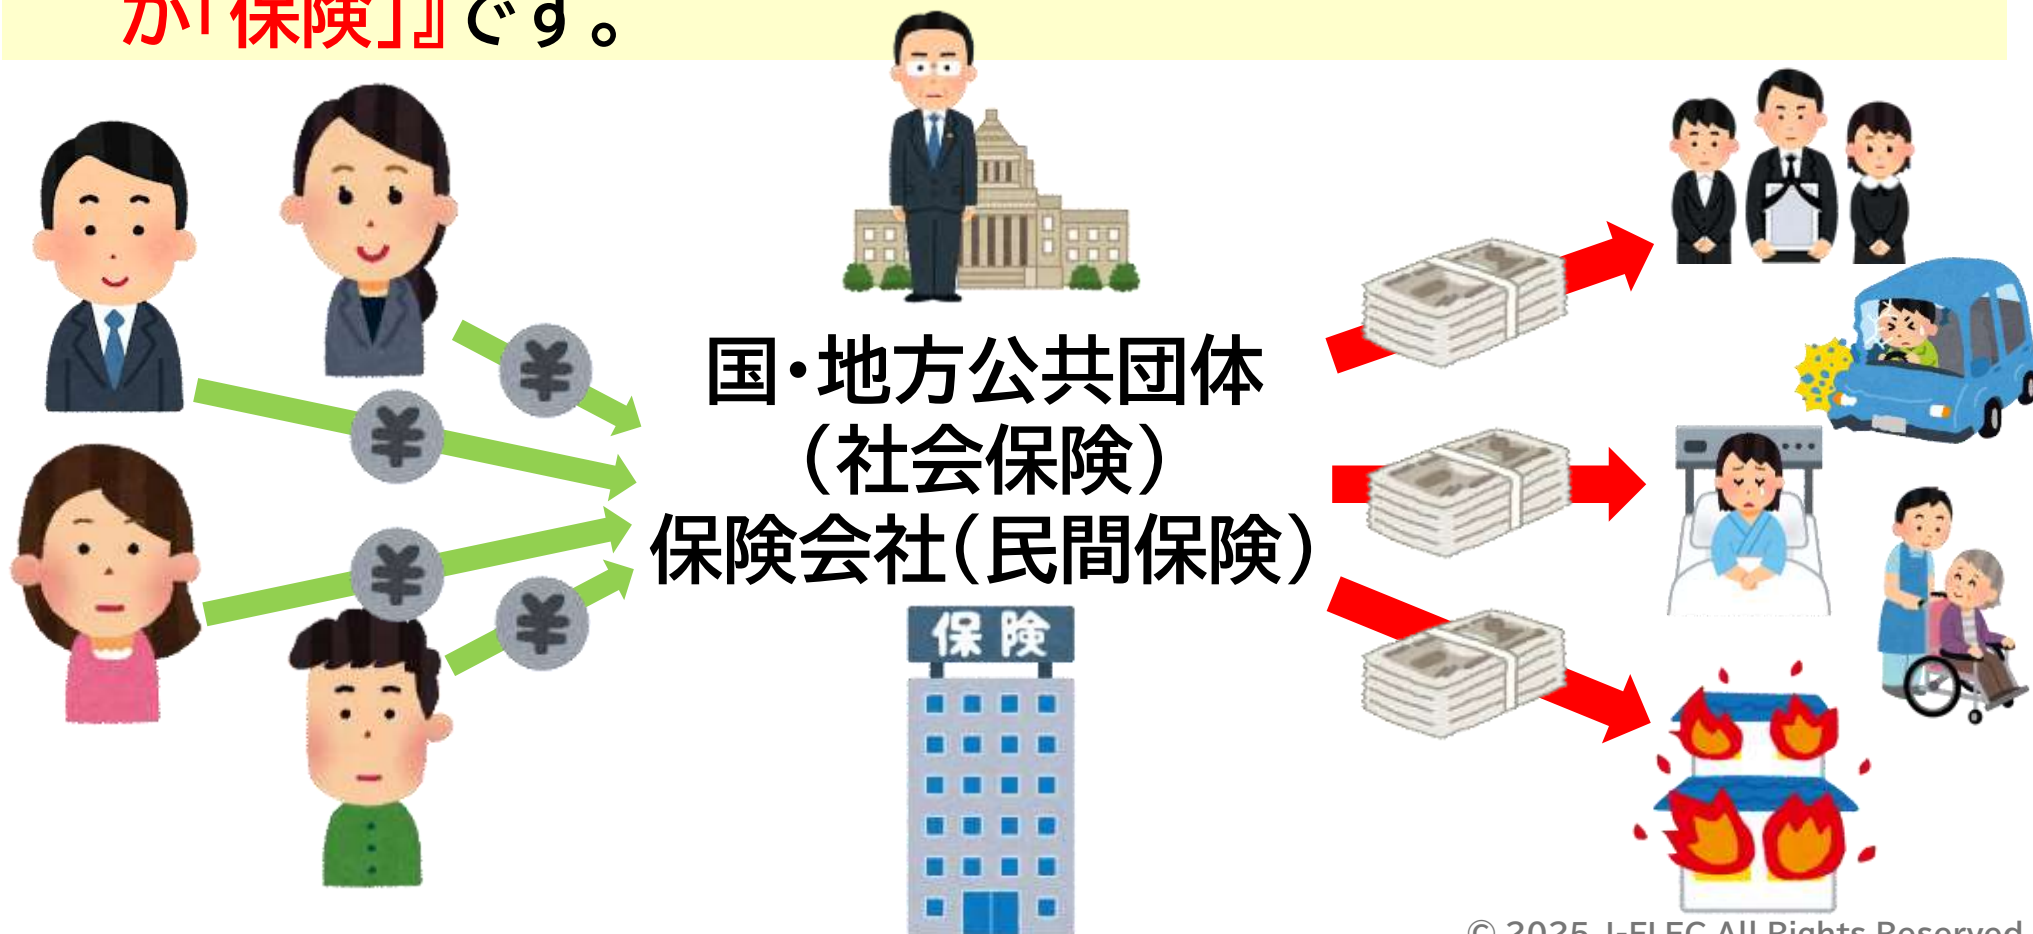 が「保険」』です。
国・地方公共団体
（社会保険）
保険会社（民間保険）
保険
© 2025 J-FLEC All Rights Reserved